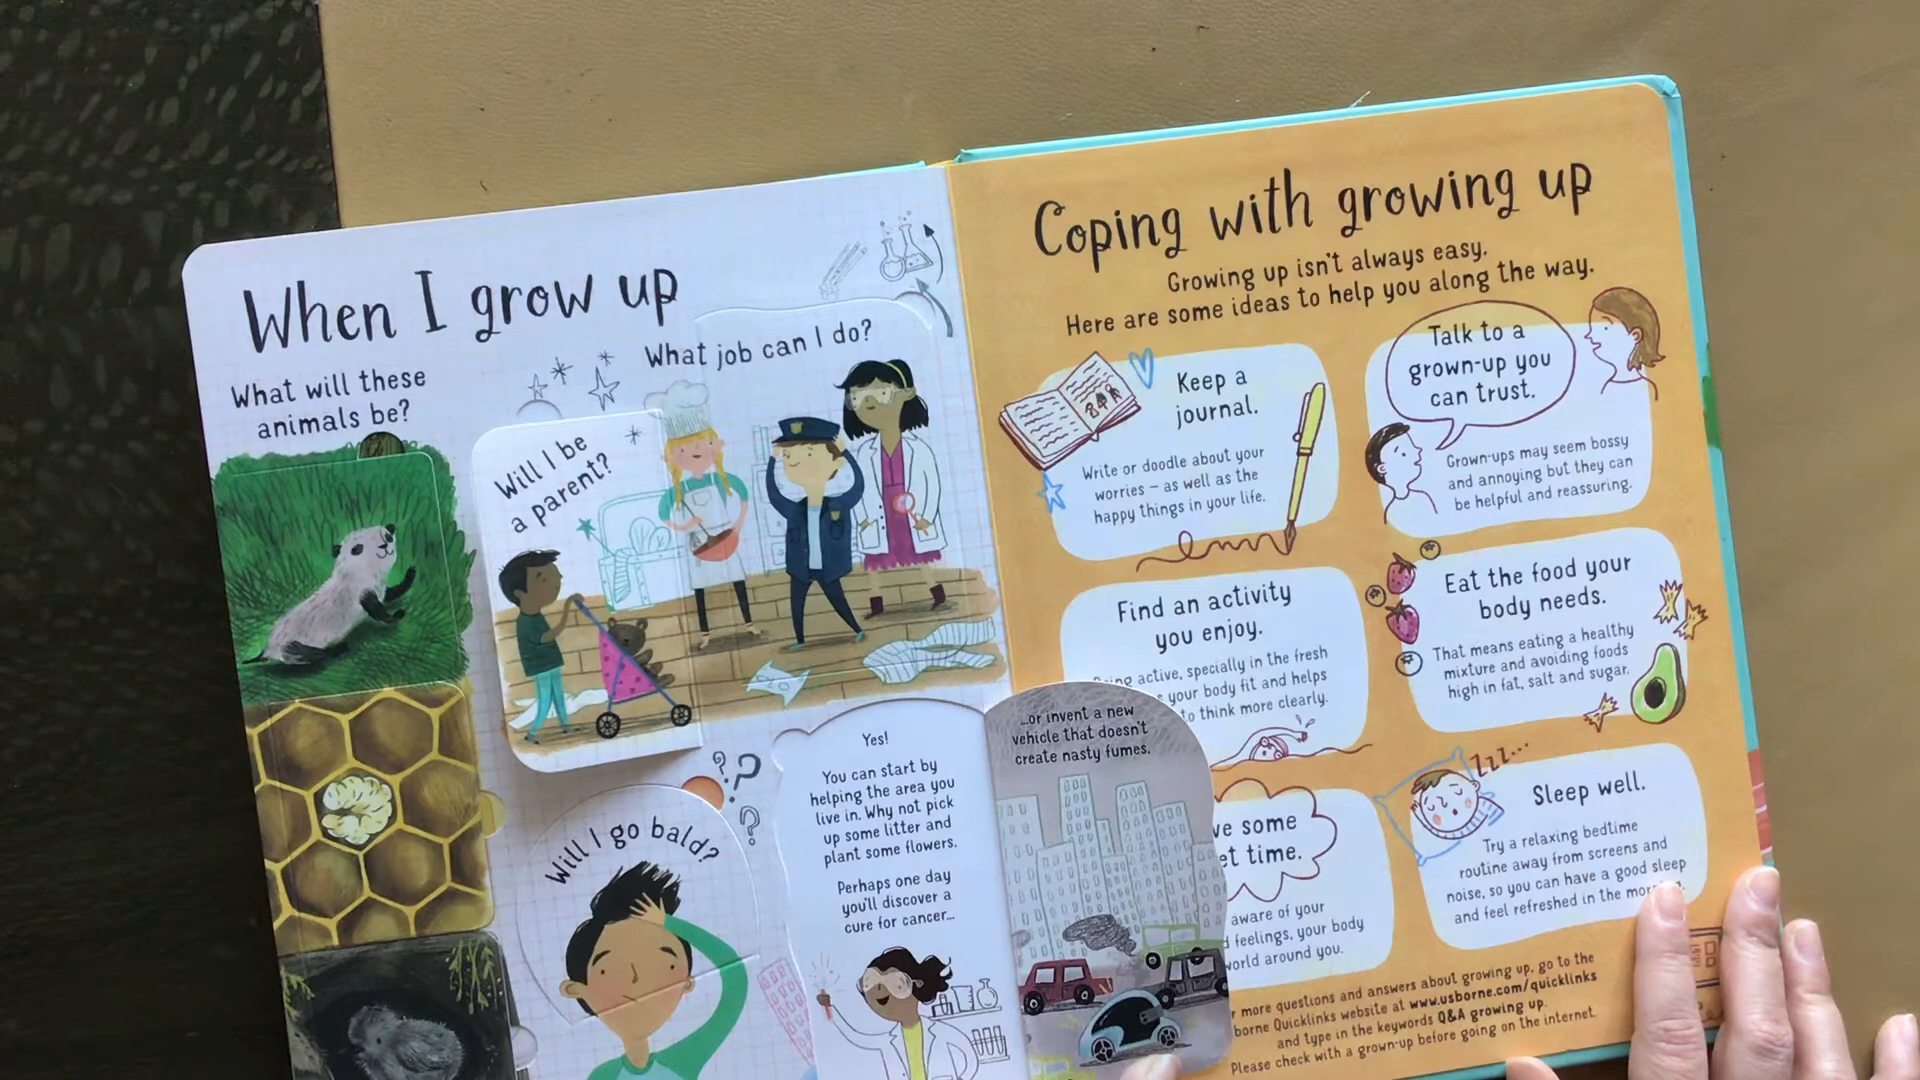 When I grow up
What will these
animals be?
What job can I do?
Will I be
a parent?
Will I go bald?
Yes!
You can start by
helping the area you
live in. Why not pick
up some litter and
plant some flowers.
Perhaps one day
you'll discover a
cure for cancer...
...or invent a new
vehicle that doesn't
create nasty fumes.
Coping with growing up
Growing up isn't always easy.
Here are some ideas to help you along the way.
Keep a
journal.
Write or doodle about your
worries – as well as the
happy things in your life.
Talk to a
grown-up you
can trust.
Grown-ups may seem bossy
and annoying but they can
be helpful and reassuring.
Find an activity
you enjoy.
active, specially in the fresh
your body fit and helps
to think more clearly.
Eat the food your
body needs.
That means eating a healthy
mixture and avoiding foods
high in fat, salt and sugar.
some
time.
aware of your
feelings, your body
world around you.
zzz...
Sleep well.
Try a relaxing bedtime
routine away from screens and
noise, so you can have a good sleep
and feel refreshed in the
more questions and answers about growing up, go to the
Quicklinks website at www.usborne.com/quicklinks
and type in the keywords Q&A growing up.
Please check with a grown-up before going on the internet.